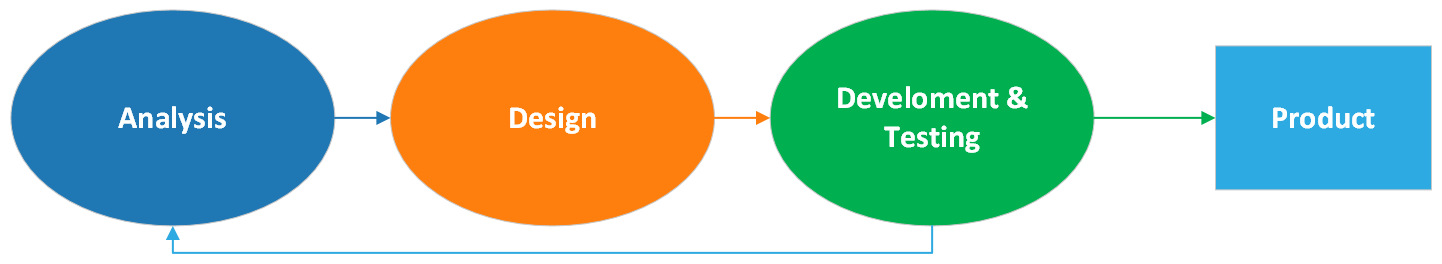 Analysis
Design
Develoment &
Testing
Product